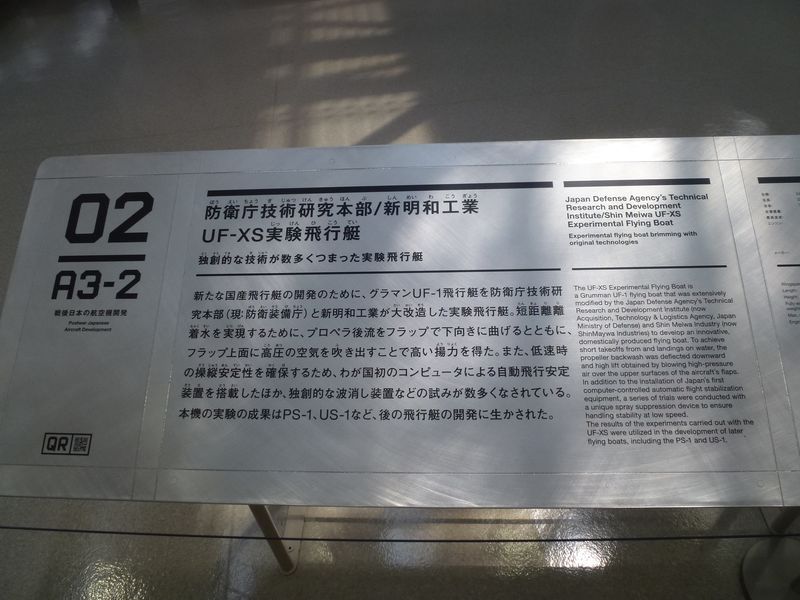 02
A3-2
戦後日本の航空機開発
Postwar Japanese
Aircraft Development
QR
防衛庁技術研究本部/新明和工業
UF-XS実験飛行艇
独創的な技術が数多くつまった実験飛行艇
新たな国産飛行艇の開発のために、グラマンUF-1飛行艇を防衛庁技術研
究本部(現:防衛装備庁)と新明和工業が大改造した実験飛行艇。短距離離
着水を実現するために、プロペラ後流をフラップで下向きに曲げるとともに、
フラップ上面に高圧の空気を吹き出すことで高い揚力を得た。また、低速時
の操縦安定性を確保するため、わが国初のコンピュータによる自動飛行安定
装置を搭載したほか、独創的な波消し装置などの試みが数多くなされている。
本機の実験の成果はPS-1、US-1など、後の飛行艇の開発に生かされた。
Japan Defense Agency's Technical
Research and Development
Institute/Shin Meiwa UF-XS
Experimental Flying Boat
Experimental flying boat brimming with
original technologies
The UF-XS Experimental Flying Boat is
a Grumman UF-1 flying boat that was extensively
modified by the Japan Defense Agency's Technical
Research and Development Institute (now
Acquisition, Technology & Logistics Agency, Japan
Ministry of Defense) and Shin Meiwa Industry (now
ShinMaywa Industries) to develop an innovative,
domestically produced flying boat. To achieve
short takeoffs from and landings on water, the
propeller backwash was deflected downward
and high lift obtained by blowing high-pressure
air over the upper surfaces of the aircraft's flaps.
In addition to the installation of Japan's first
computer-controlled automatic flight stabilization
equipment, a series of trials were conducted with
a unique spray suppression device to ensure
handling stability at low speed.
The results of the experiments carried out with the
UF-XS were utilized in the development of later
flying boats, including the PS-1 and US-1.